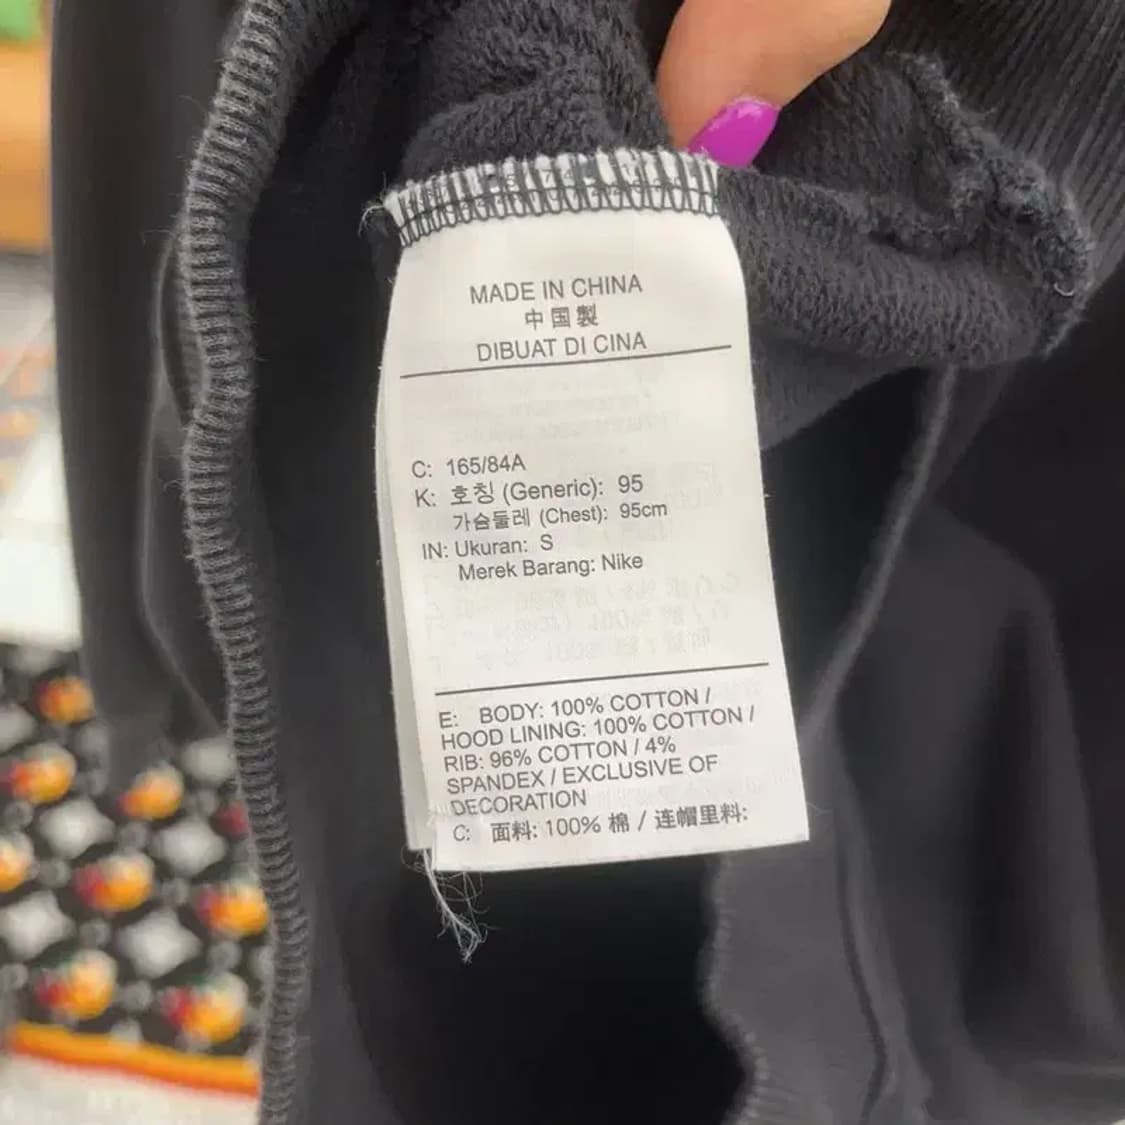 MADE IN CHINA
中国製
DIBUAT DI CINA
C: 165/84A
K: 호칭 (Generic): 95
가슴둘레 (Chest): 95cm
IN: Ukuran: S
Merek Barang: Nike
E: BODY: 100% COTTON /
HOOD LINING: 100% COTTON /
RIB: 96% COTTON / 4%
SPANDEX / EXCLUSIVE OF
DECORATION
C: 面料: 100% 棉 / 连帽里料: